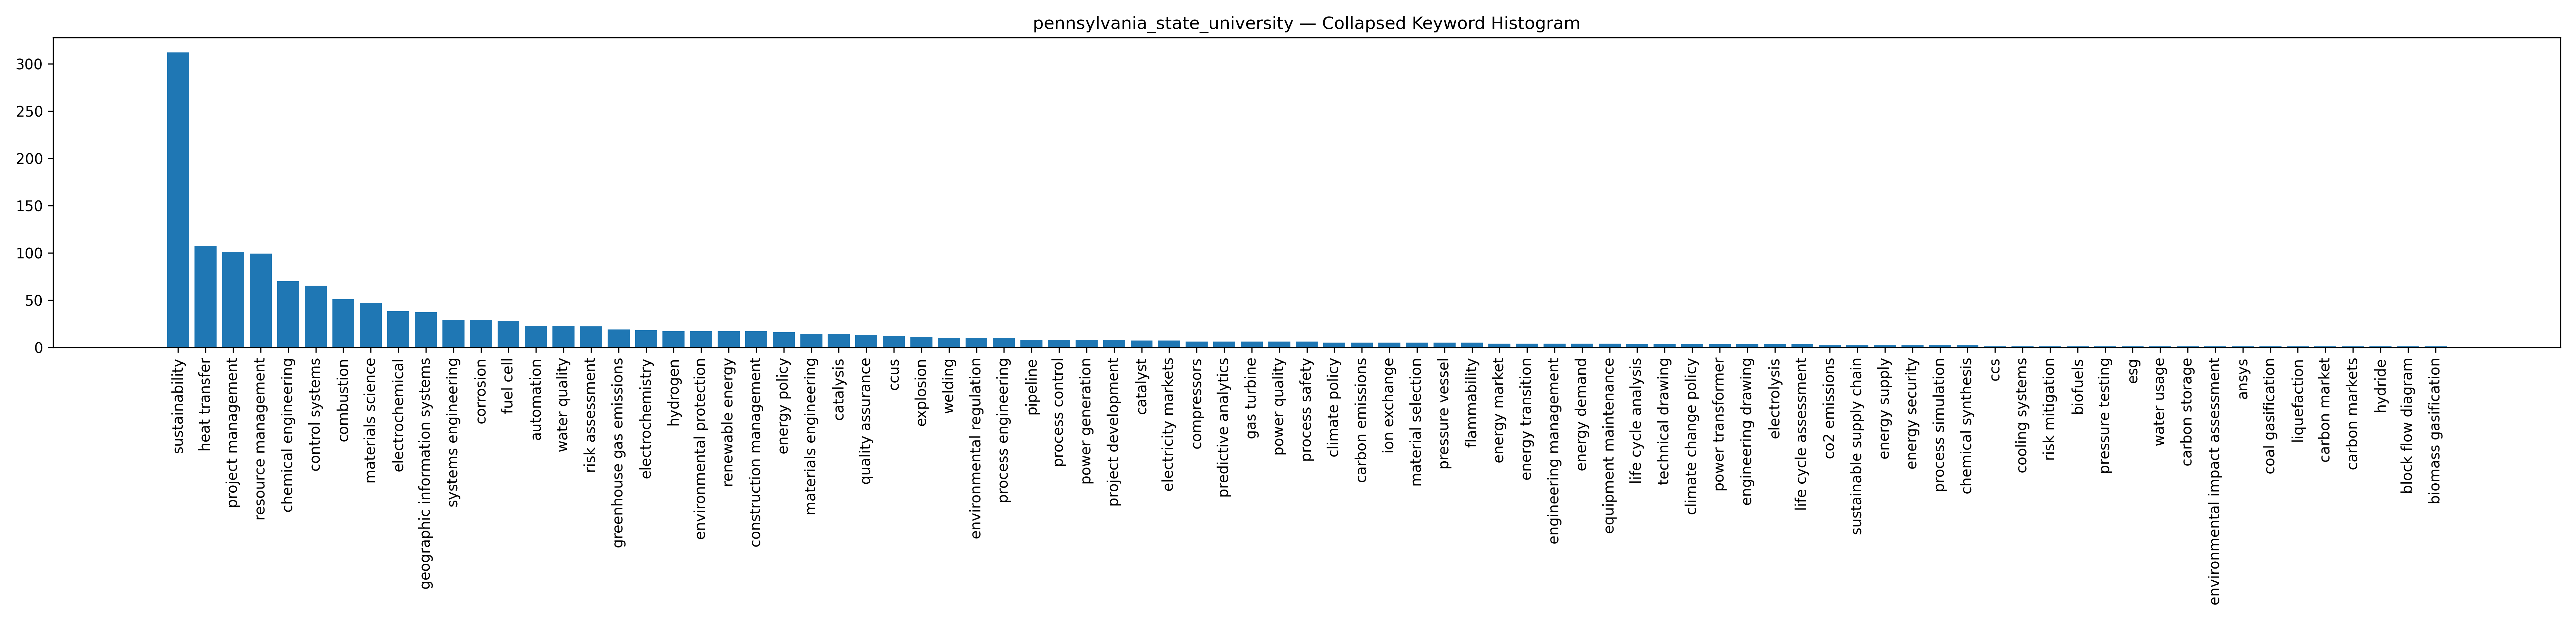 pennsylvania_state_university — Collapsed Keyword Histogram
300
250
200
150
100
50
0
sustainability
heat transfer
project management
resource management
chemical engineering
control systems
combustion
materials science
electrochemical
geographic information systems
systems engineering
corrosion
fuel cell
automation
water quality
risk assessment
greenhouse gas emissions
electrochemistry
hydrogen
environmental protection
renewable energy
construction management
energy policy
materials engineering
catalysis
quality assurance
ccus
explosion
welding
environmental regulation
process engineering
pipeline
process control
power generation
project development
catalyst
electricity markets
compressors
predictive analytics
gas turbine
power quality
process safety
climate policy
carbon emissions
ion exchange
material selection
pressure vessel
flammability
energy market
energy transition
engineering management
energy demand
equipment maintenance
life cycle analysis
technical drawing
climate change policy
power transformer
engineering drawing
electrolysis
life cycle assessment
co2 emissions
sustainable supply chain
energy supply
energy security
process simulation
chemical synthesis
ccs
cooling systems
risk mitigation
biofuels
pressure testing
esg
water usage
carbon storage
environmental impact assessment
ansys
coal gasification
liquefaction
carbon market
carbon markets
hydride
block flow diagram
biomass gasification